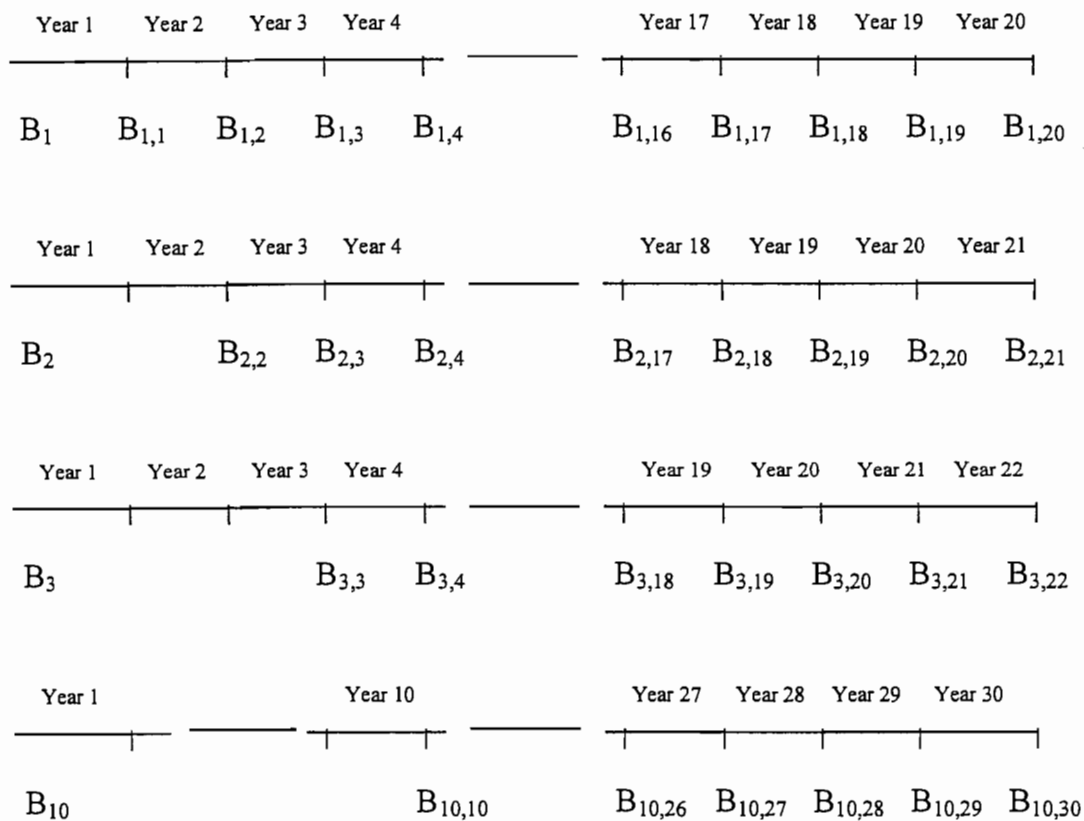 Year 1 Year 2 Year 3 Year 4 Year 17 Year 18 Year 19 Year 20
B1 B1,1 B1,2 B1,3 B1,4 B1,16 B1,17 B1,18 B1,19 B1,20
Year 1 Year 2 Year 3 Year 4 Year 18 Year 19 Year 20 Year 21
B2 B2,2 B2,3 B2,4 B2,17 B2,18 B2,19 B2,20 B2,21
Year 1 Year 2 Year 3 Year 4 Year 19 Year 20 Year 21 Year 22
B3 B3,3 B3,4 B3,18 B3,19 B3,20 B3,21 B3,22
Year 1 Year 10 Year 27 Year 28 Year 29 Year 30
B10 B10,10 B10,26 B10,27 B10,28 B10,29 B10,30